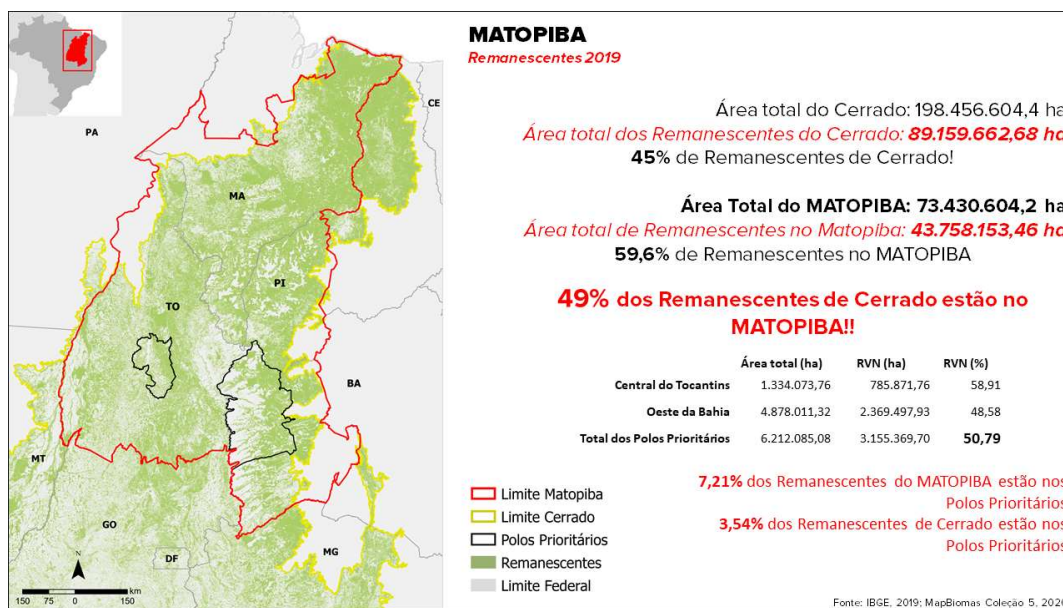 MATOPIBA
Remanescentes 2019
Área total do Cerrado: 198.456.604,4 ha
Área total dos Remanescentes do Cerrado: 89.159.662,68 ha
45% de Remanescentes de Cerrado!
Área Total do MATOPIBA: 73.430.604,2 ha
Área total de Remanescentes no Matopiba: 43.758.153,46 ha
59,6% de Remanescentes no MATOPIBA
49% dos Remanescentes de Cerrado estão no
MATOPIBA!!
Área total (ha) RVN (ha) RVN (%)
Central do Tocantins 1.334.073,76 785.871,76 58,91
Oeste da Bahia 4.878.011,32 2.369.497,93 48,58
Total dos Polos Prioritários 6.212.085,08 3.155.369,70 50,79
7,21% dos Remanescentes do MATOPIBA estão nos
Polos Prioritários
3,54% dos Remanescentes de Cerrado estão nos
Polos Prioritários
Fonte: IBGE, 2019; MapBiomas Coleção 5, 2020
PA
CE
MA
PI
TO
BA
MT
GO
DF
MG
N
km
150 75 0 150
Limite Matopiba
Limite Cerrado
Polos Prioritários
Remanescentes
Limite Federal